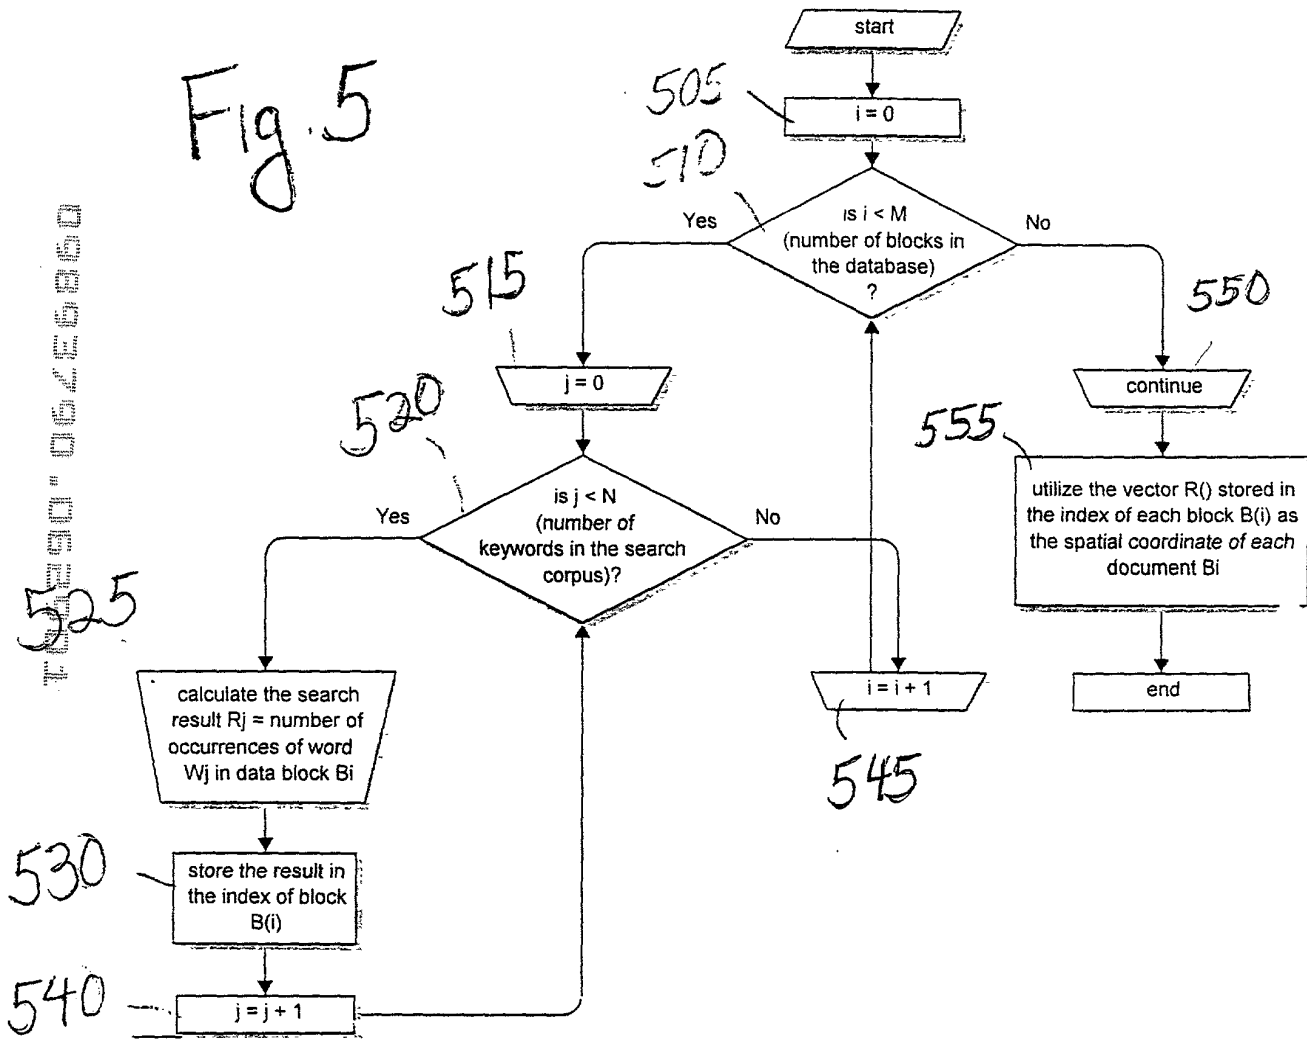 Fig. 5
start
505
i = 0
510
is i < M
(number of blocks in
the database)
?
Yes
No
515
j = 0
550
continue
520
is j < N
(number of
keywords in the search
corpus)?
Yes
No
555
utilize the vector R() stored in
the index of each block B(i) as
the spatial coordinate of each
document Bi
end
525
calculate the search
result Rj = number of
occurrences of word
Wj in data block Bi
i = i + 1
545
530
store the result in
the index of block
B(i)
540
j = j + 1